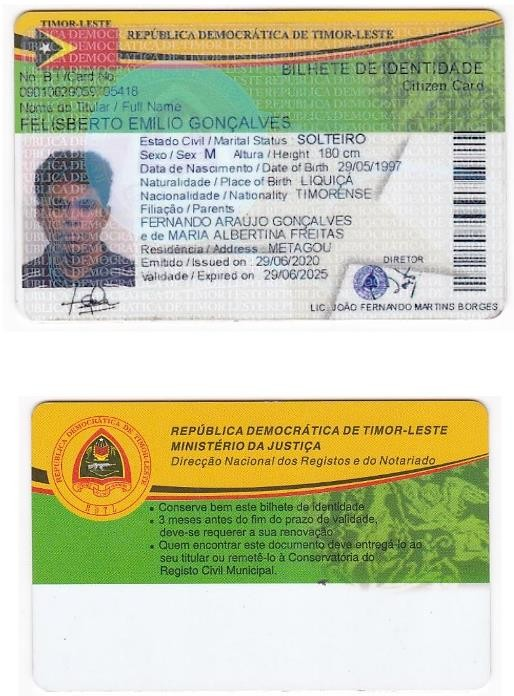 TIMOR-LESTE
REPÚBLICA DEMOCRÁTICA DE TIMOR-LESTE
BILHETE DE IDENTIDADE
Citizen Card
No. B.I /Card No.
Nome do Titular / Full Name
FELISBERTO EMILIO GONÇALVES
Estado Civil / Marital Status : SOLTEIRO
Sexo / Sex M Altura / Height 180 cm
Data de Nascimento / Date of Birth 29/05/1997
Naturalidade / Place of Birth LIQUIÇA
Nacionalidade / Nationality : TIMORENSE
Filiação / Parents
FERNANDO ARAÚJO GONÇALVES
e de MARIA ALBERTINA FREITAS
Residência / Address : METAGOU
Emitido / Issued on : 29/06/2020
Validade / Expired on 29/06/2025
DIRETOR
LIC. JOÃO FERNANDO MARTINS BORGES
REPÚBLICA DEMOCRÁTICA DE TIMOR-LESTE
MINISTÉRIO DA JUSTIÇA
Direcção Nacional dos Registos e do Notariado
REPÚBLICA DEMOCRÁTICA DE TIMOR-LESTE
RDTL
• Conserve bem este bilhete de identidade
• 3 meses antes do fim do prazo de validade,
deve-se requerer a sua renovação
• Quem encontrar este documento deve entregá-lo ao
seu titular ou remetê-lo à Conservatória do
Registo Civil Municipal.